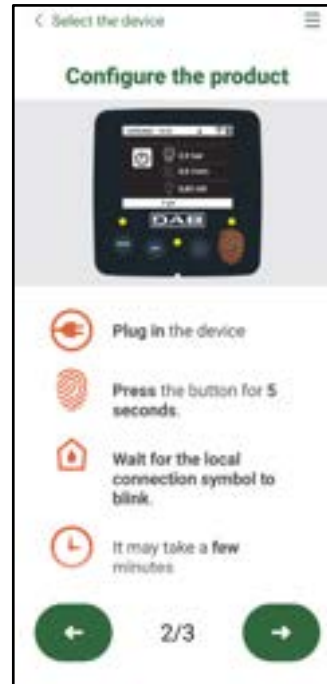 < Select the device
Configure the product
DAB
Plug in the device
Press the button for 5
seconds.
Wait for the local
connection symbol to
blink.
It may take a few
minutes
2/3